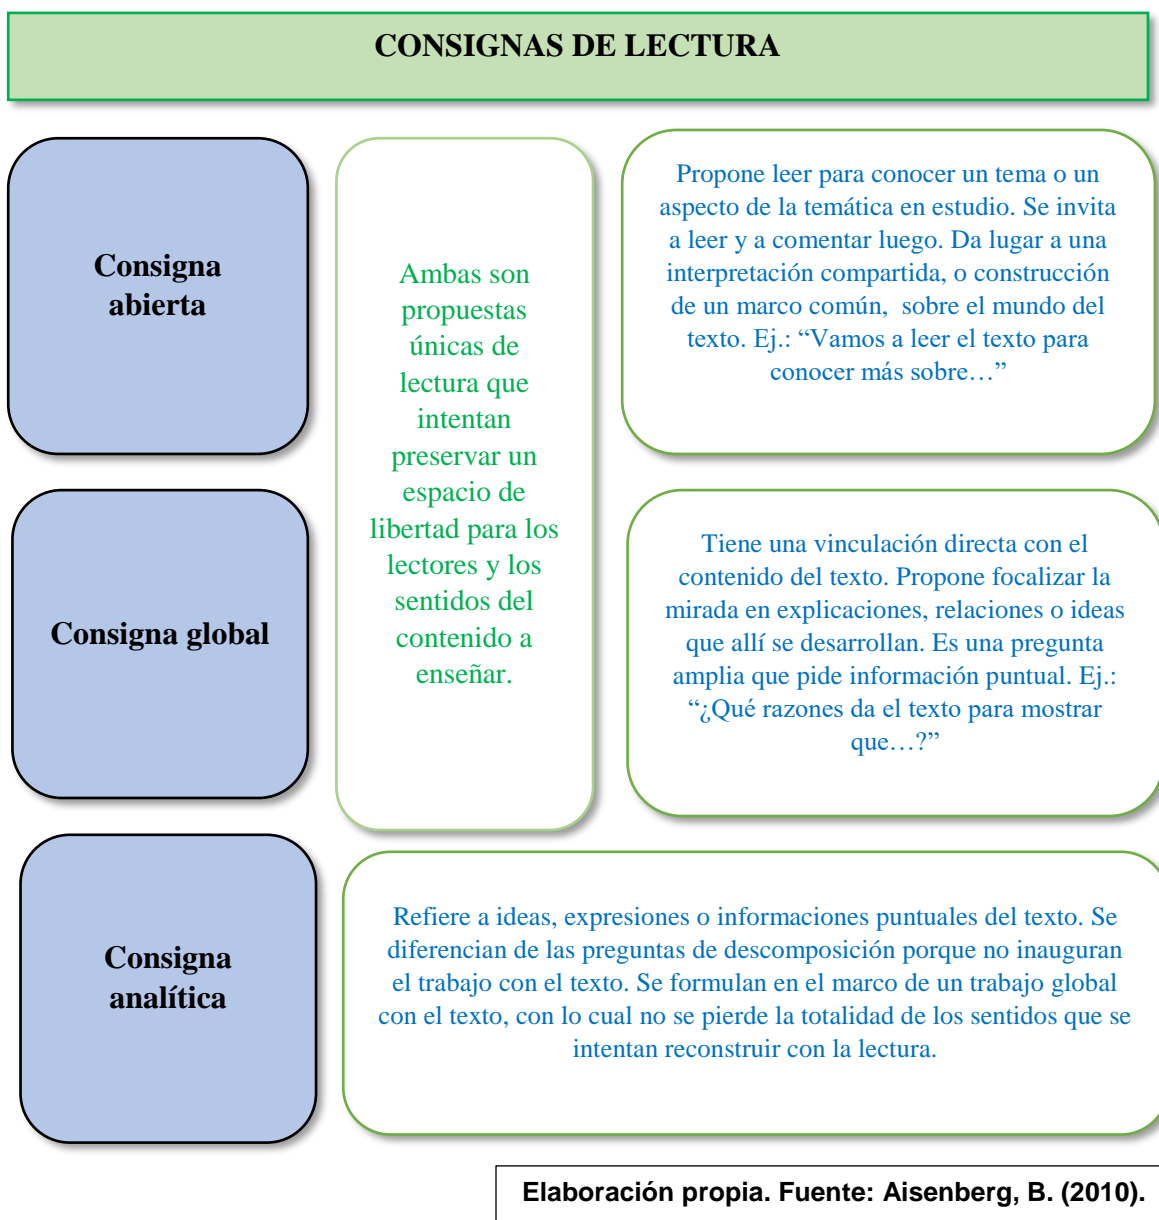 CONSIGNAS DE LECTURA
Consigna
abierta
Ambas son
propuestas
únicas de
lectura que
intentan
preservar un
espacio de
libertad para los
lectores y los
sentidos del
contenido a
enseñar.
Propone leer para conocer un tema o un
aspecto de la temática en estudio. Se invita
a leer y a comentar luego. Da lugar a una
interpretación compartida, o construcción
de un marco común,  sobre el mundo del
texto. Ej.: “Vamos a leer el texto para
conocer más sobre…”
Consigna global
Tiene una vinculación directa con el
contenido del texto. Propone focalizar la
mirada en explicaciones, relaciones o ideas
que allí se desarrollan. Es una pregunta
amplia que pide información puntual. Ej.:
“¿Qué razones da el texto para mostrar
que…?”
Consigna
analítica
Refiere a ideas, expresiones o informaciones puntuales del texto. Se
diferencian de las preguntas de descomposición porque no inauguran
el trabajo con el texto. Se formulan en el marco de un trabajo global
con el texto, con lo cual no se pierde la totalidad de los sentidos que se
intentan reconstruir con la lectura.
Elaboración propia. Fuente: Aisenberg, B. (2010).